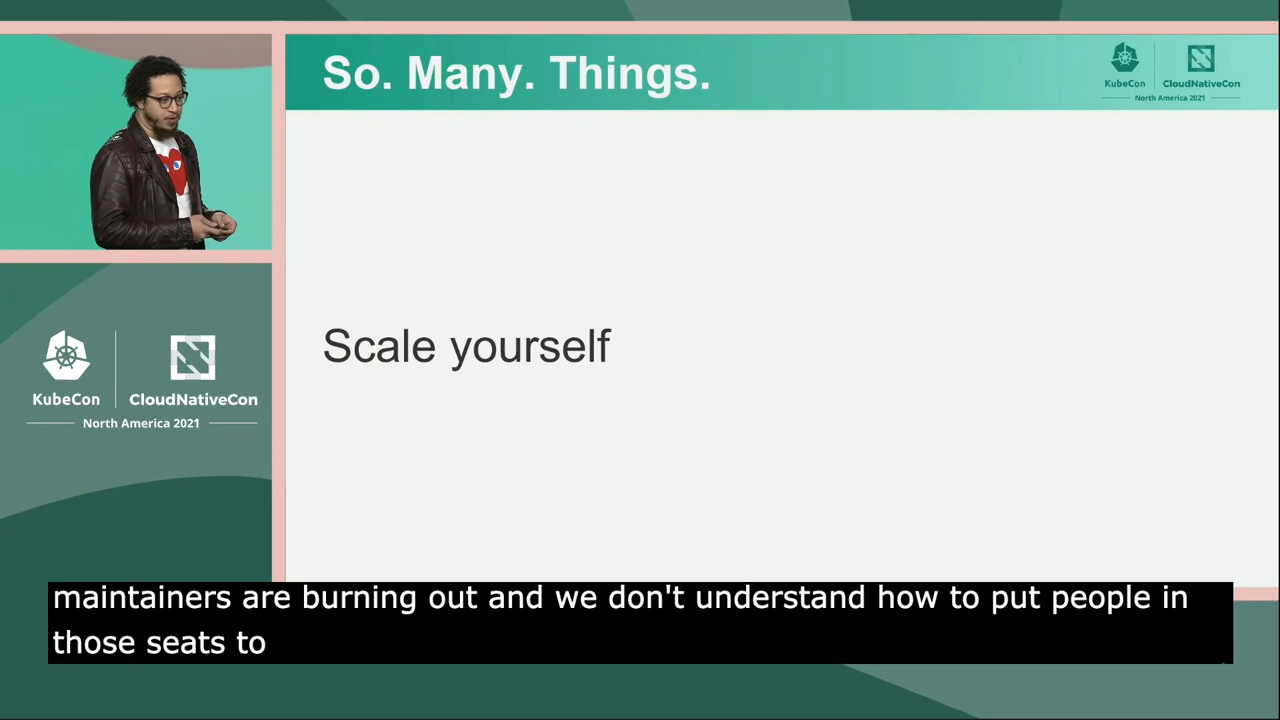 So. Many. Things.
KubeCon
CloudNativeCon
North America 2021
Scale yourself
KubeCon
CloudNativeCon
North America 2021
maintainers are burning out and we don't understand how to put people in
those seats to